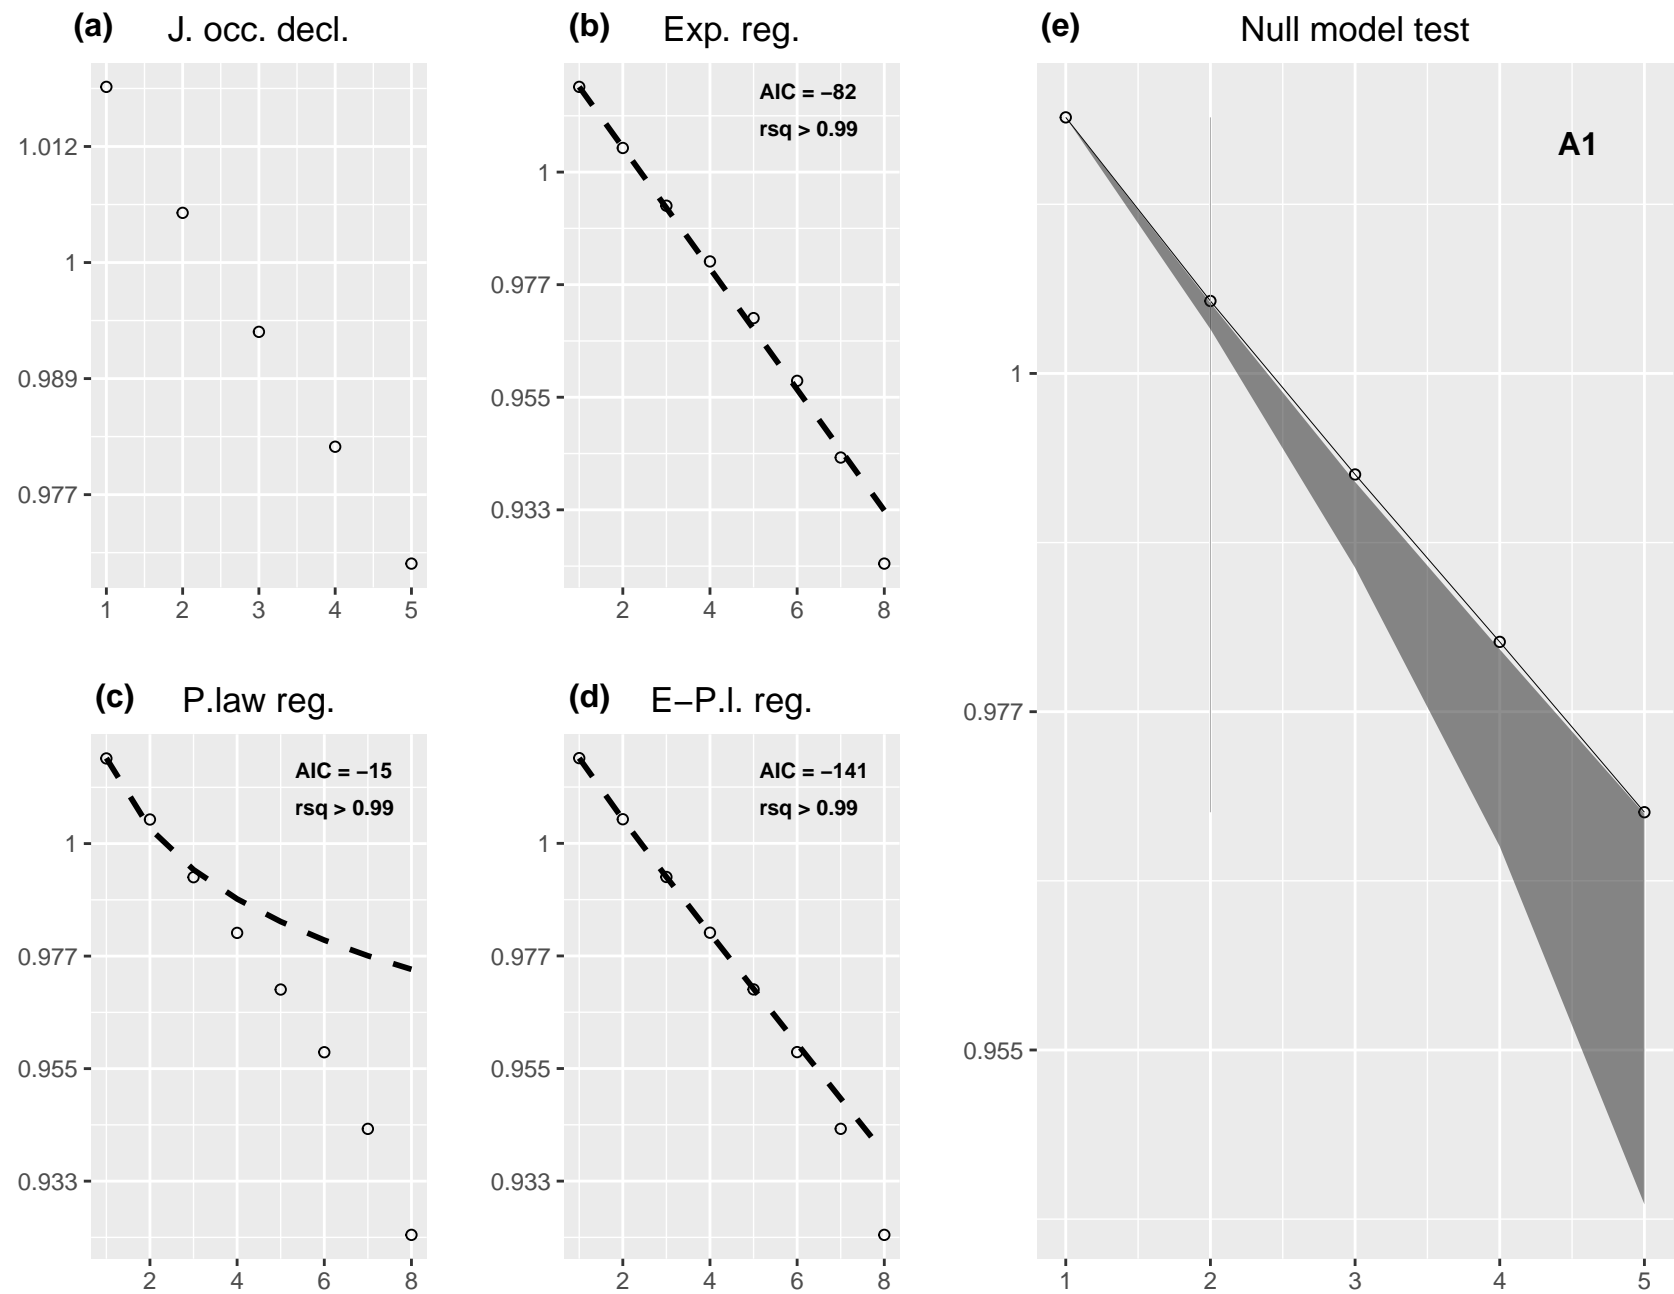 (a) J. occ. decl.
1.012
1
0.989
0.977
1 2 3 4 5
(b) Exp. reg.
AIC = −82
rsq > 0.99
1
0.977
0.955
0.933
2 4 6 8
(c) P.law reg.
AIC = −15
rsq > 0.99
1
0.977
0.955
0.933
2 4 6 8
(d) E−P.l. reg.
AIC = −141
rsq > 0.99
1
0.977
0.955
0.933
2 4 6 8
(e) Null model test
A1
1
0.977
0.955
1 2 3 4 5